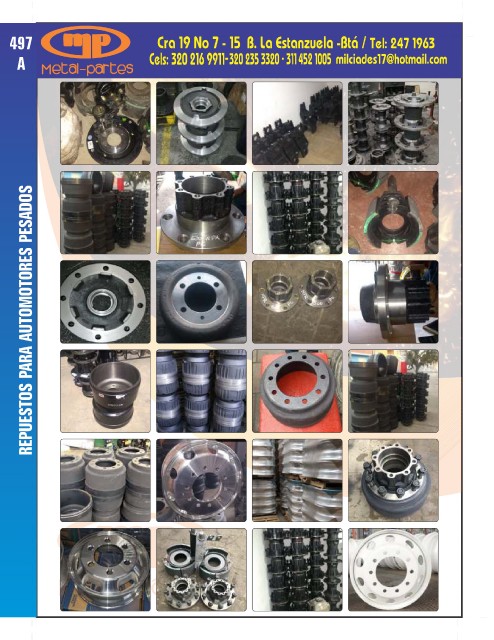 497
A
MP
Metal-partes
Cra 19 No 7 - 15 B. La Estanzuela -Btá / Tel: 247 1963
Cels: 320 216 9911-320 235 3320 - 311 452 1005 milciades17@hotmail.com
REPUESTOS PARA AUTOMOTORES PESADOS